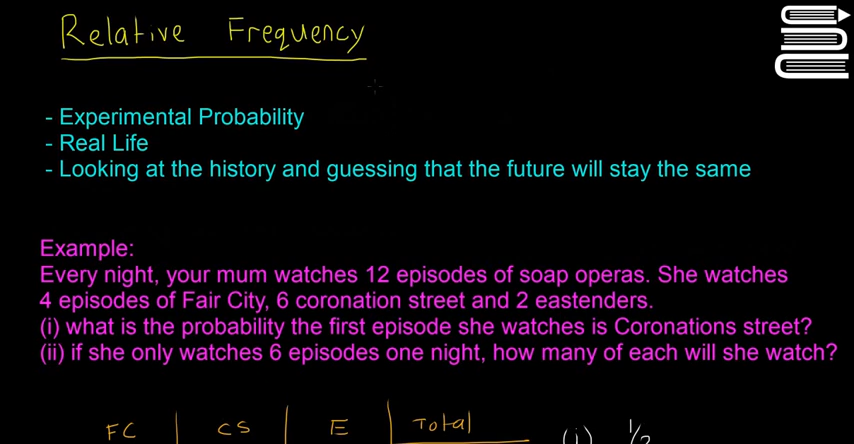 Relative Frequency
- Experimental Probability
- Real Life
- Looking at the history and guessing that the future will stay the same
Example:
Every night, your mum watches 12 episodes of soap operas. She watches
4 episodes of Fair City, 6 coronation street and 2 eastenders.
(i) what is the probability the first episode she watches is Coronations street?
(ii) if she only watches 6 episodes one night, how many of each will she watch?
FC CS E Total (i) 1/2